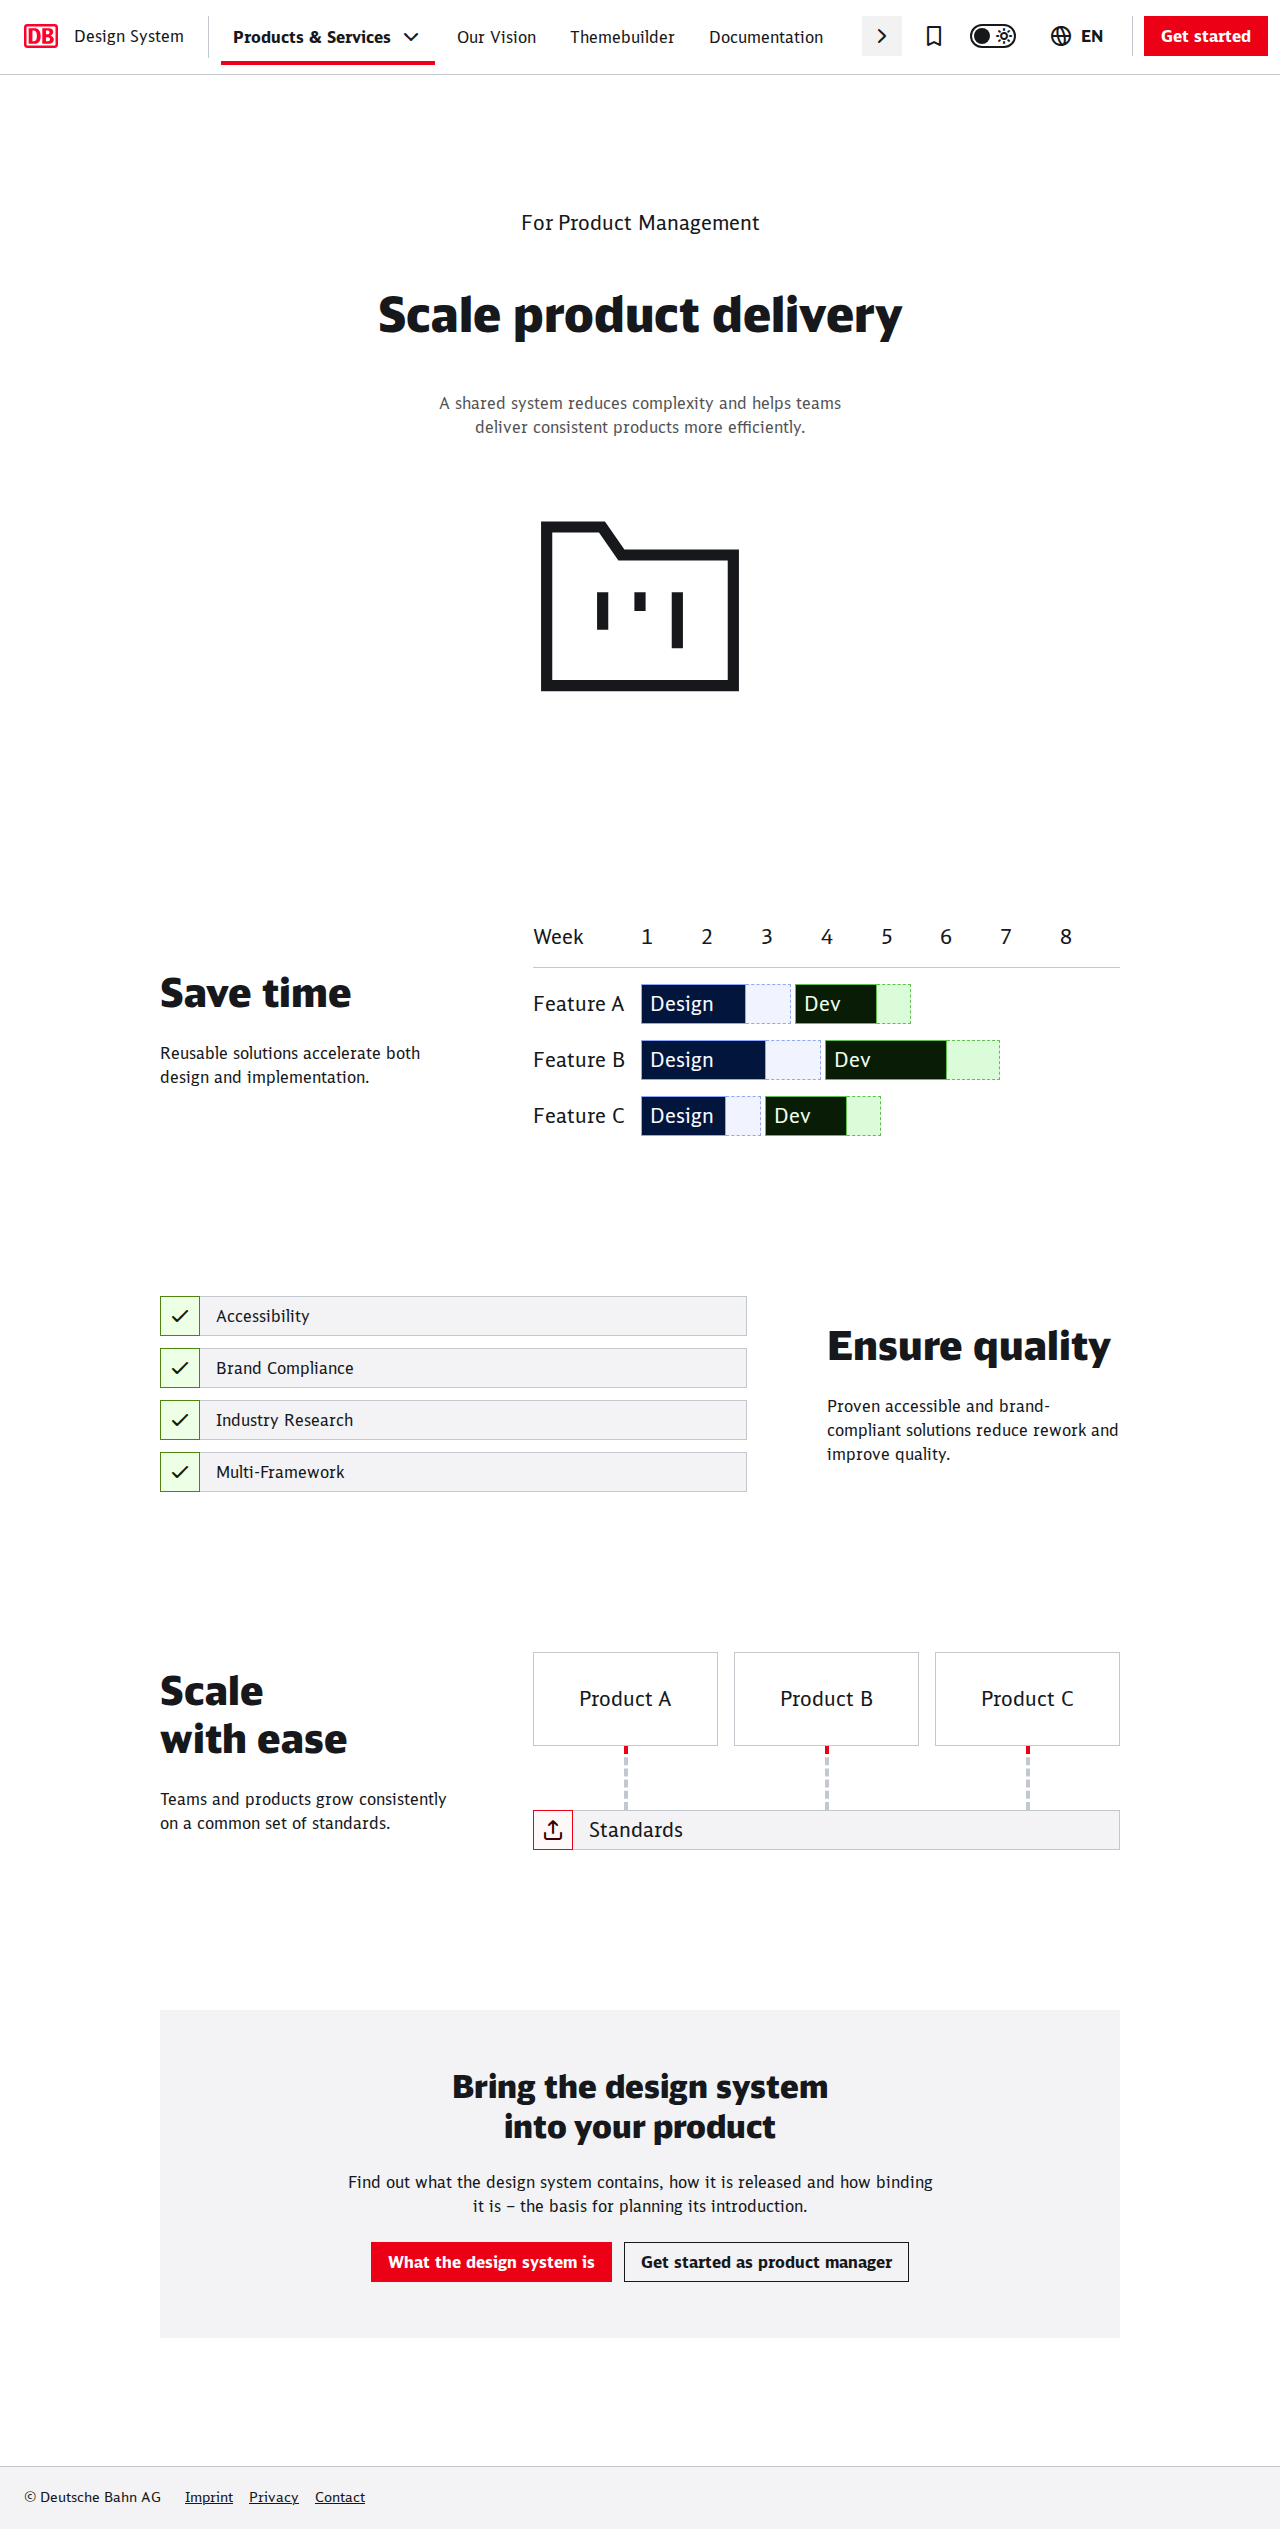 DB Design System Products & Services Our Vision Themebuilder Documentation EN Get started
For Product Management
Scale product delivery
A shared system reduces complexity and helps teams
deliver consistent products more efficiently.
Week 1 2 3 4 5 6 7 8
Save time
Reusable solutions accelerate both
design and implementation.
Feature A Design Dev
Feature B Design Dev
Feature C Design Dev
Accessibility
Brand Compliance
Industry Research
Multi-Framework
Ensure quality
Proven accessible and brand-
compliant solutions reduce rework and
improve quality.
Scale
with ease
Teams and products grow consistently
on a common set of standards.
Product A Product B Product C
Standards
Bring the design system
into your product
Find out what the design system contains, how it is released and how binding
it is – the basis for planning its introduction.
What the design system is Get started as product manager
© Deutsche Bahn AG Imprint Privacy Contact